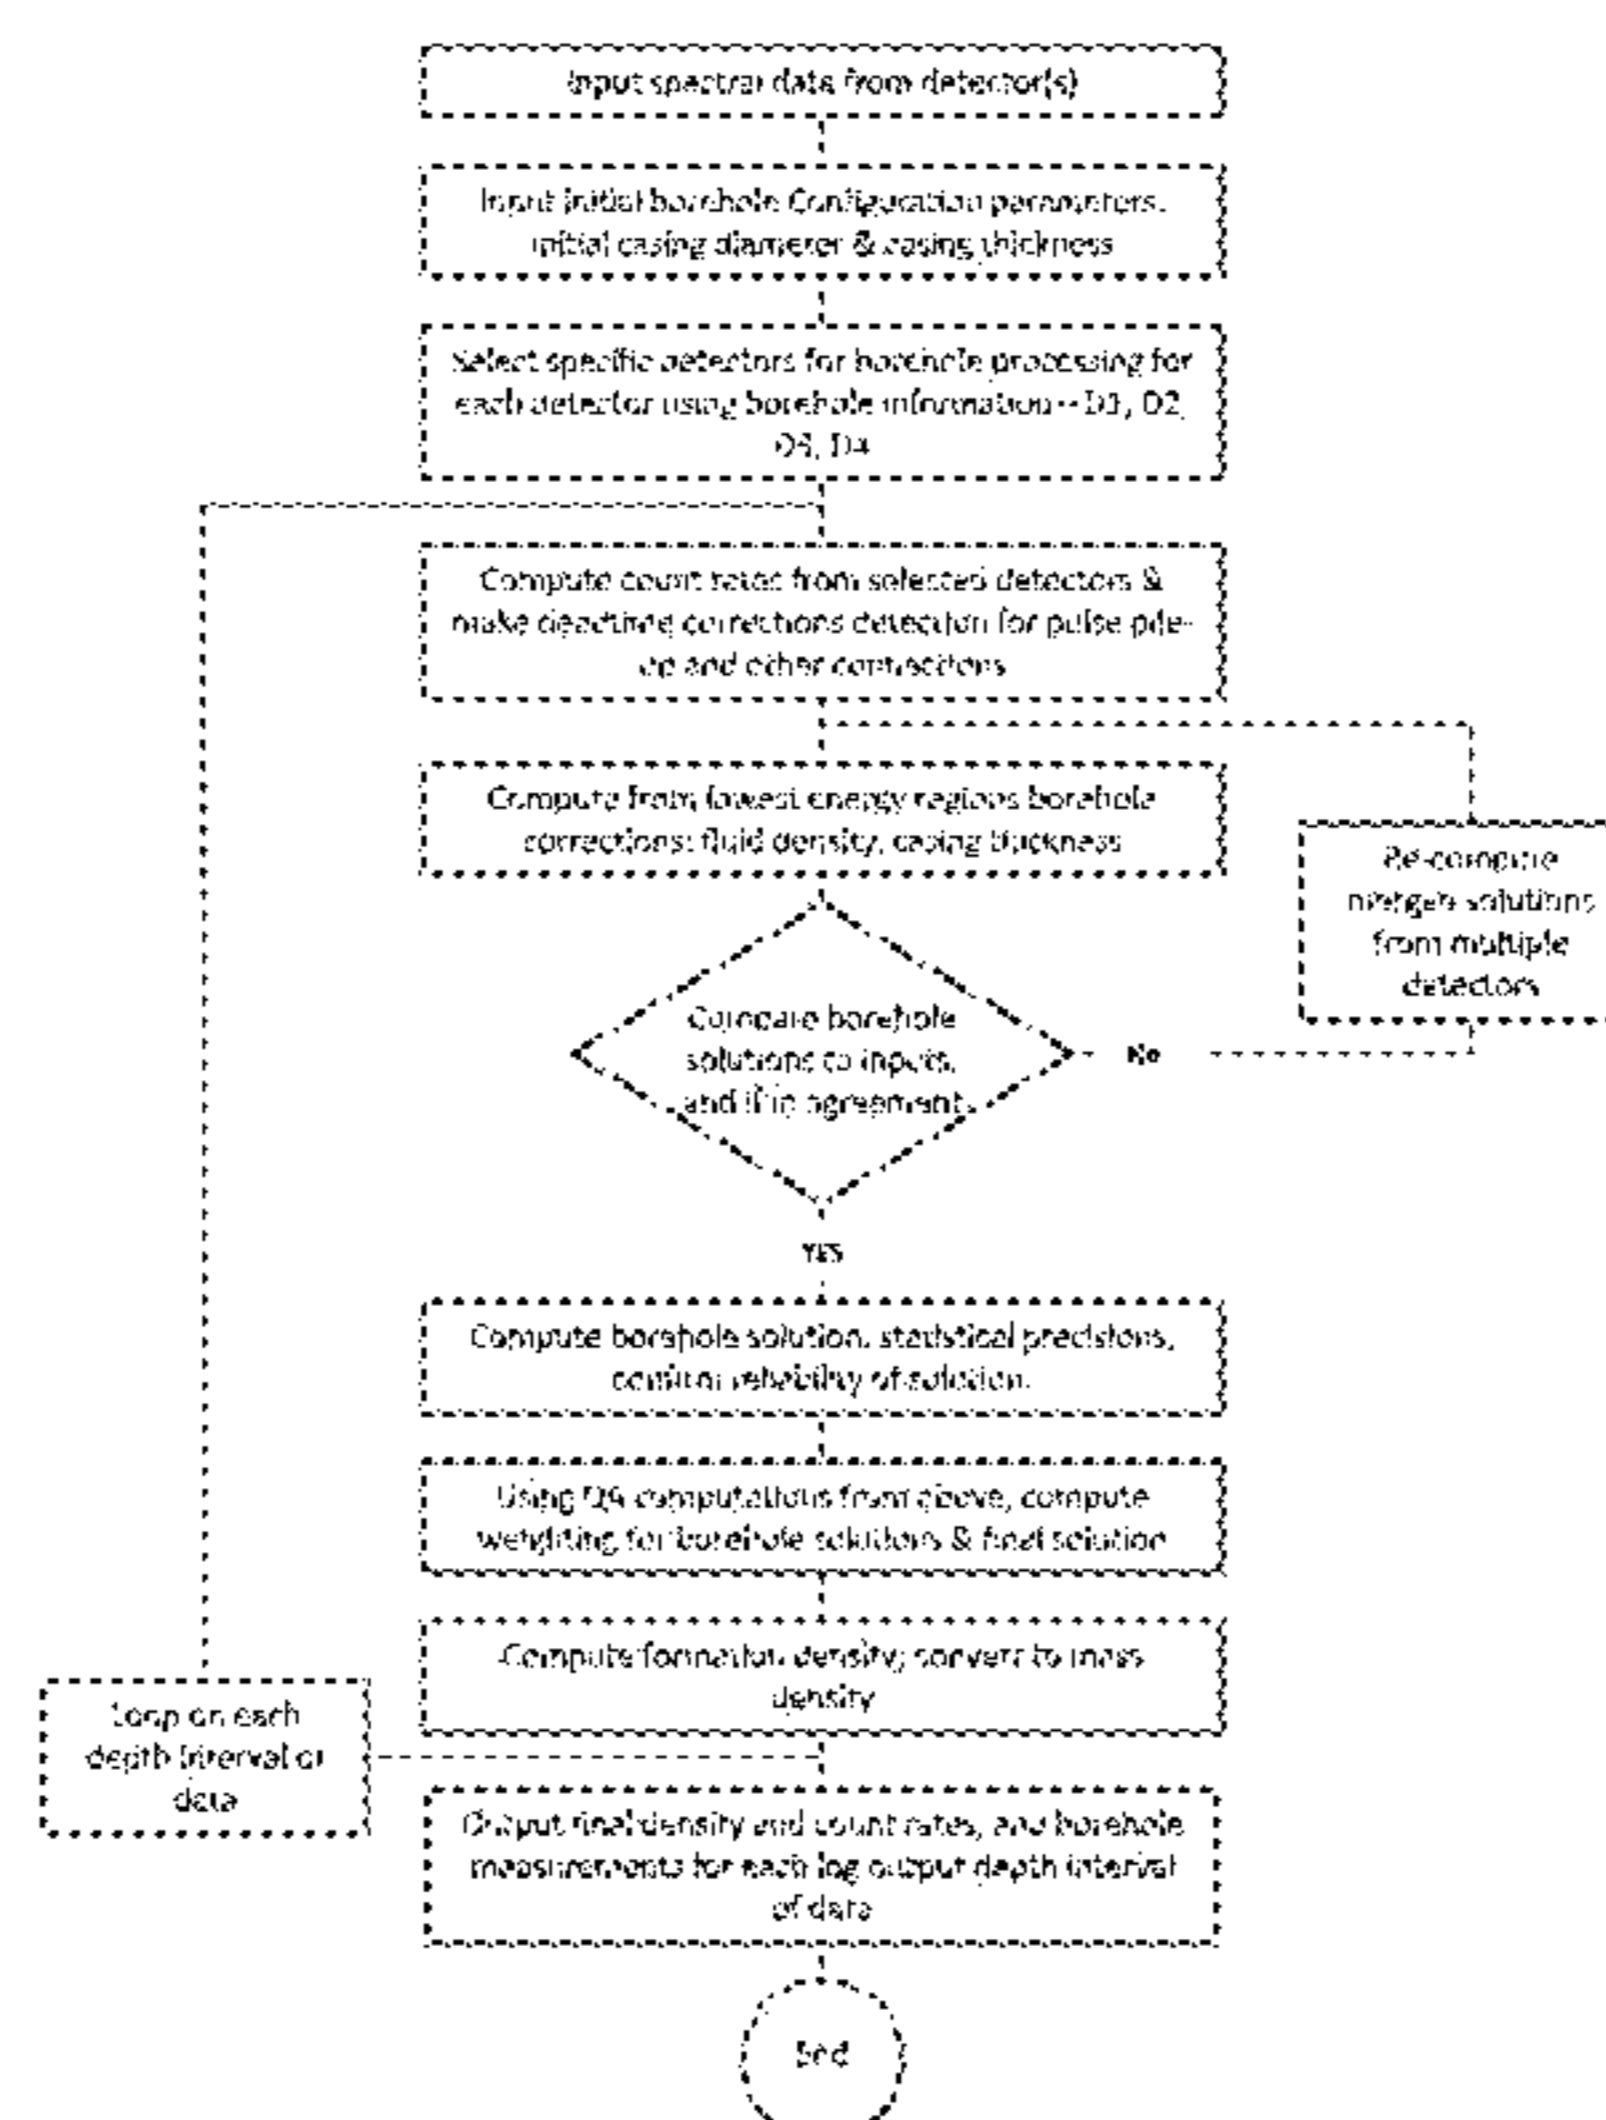 Input spectral data from detector(s)
Input initial borehole Configuration parameters.
initial casing diameter & casing thickness
Select specific detectors for borehole processing for
each detector using borehole information -- D1, D2,
D3, D4
Compute count rates from selected detectors &
make deadtime corrections detection for pulse pile-
up and other corrections
Compute from lowest energy regions borehole
corrections: fluid density, casing thickness
Re-compute
solutions
from multiple
detectors
Compare borehole
solutions to inputs,
and if in agreement,
No
YES
Compute borehole solution, statistical precisions,
reliability of solution.
Using QA computations from above, compute
weighting for borehole solutions & final solution
Compute formation density; convert to mass
density
Loop on each
depth interval of
data
Output final density and count rates, and borehole
measurements for each log output depth interval
of data
End